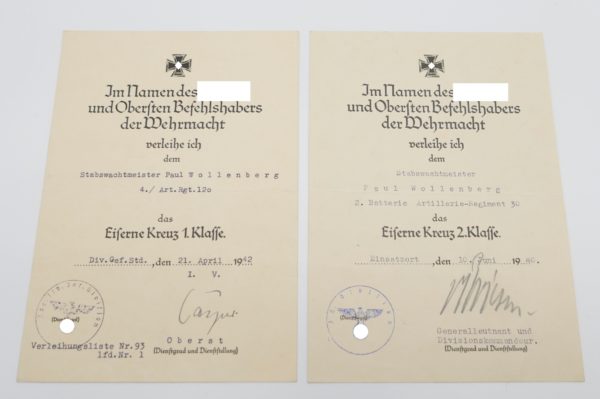 Im Namen des
und Obersten Befehlshabers
der Wehrmacht
verleihe ich
dem
Stabswachtmeister Paul Wollenberg
4./ Art.Rgt.120
das
Eiserne Kreuz 1. Klasse.
Div.Gef.Std. ,den 21. April 1942
I. V.
(Dienstsiegel)
Oberst
Verleihungsliste Nr.93
lfd.Nr. 1
(Dienstgrad und Dienststellung)
Im Namen des
und Obersten Befehlshabers
der Wehrmacht
verleihe ich
dem
Stabswachtmeister
Paul Wollenberg
2. Batterie Artillerie-Regiment 30
das
Eiserne Kreuz 2. Klasse.
Einsatzort ,den 10. Juni 1940.
(Dienstsiegel)
Generalleutnant und
Divisionskommandeur.
(Dienstgrad und Dienststellung)